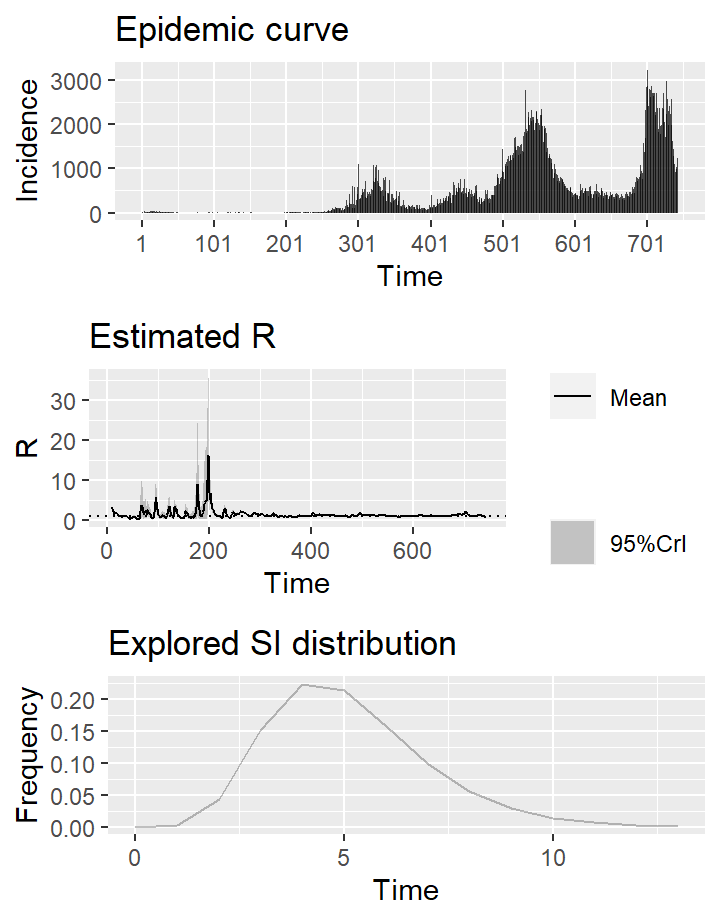 Epidemic curve
Incidence
3000
2000
1000
0
1 101 201 301 401 501 601 701
Time
Estimated R
R
30
20
10
0
0 200 400 600
Time
Mean
95%CrI
Explored SI distribution
Frequency
0.20
0.15
0.10
0.05
0.00
0 5 10
Time